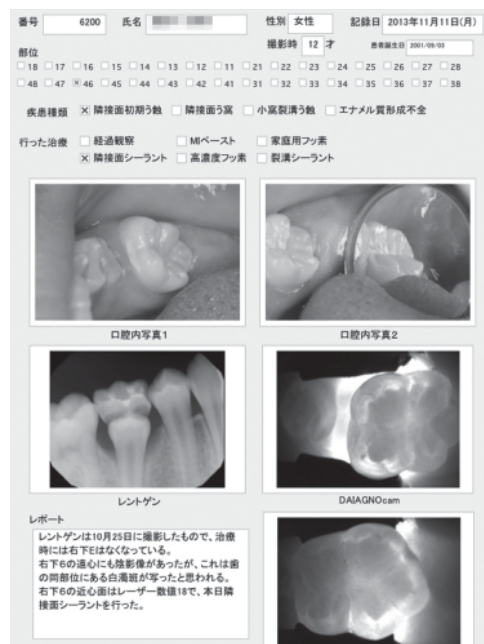 番号 6200 氏名 性別 女性 記録日 2013年11月11日(月)
撮影時 12 才 患者誕生日 2001/09/03
部位
18 17 16 15 14 13 12 11 21 22 23 24 25 26 27 28
48 47 46 45 44 43 42 41 31 32 33 34 35 36 37 38
疾患種類 隣接面初期う蝕 隣接面う窩 小窩裂溝う蝕 エナメル質形成不全
行った治療 経過観察 MIペースト 家庭用フッ素
隣接面シーラント 高濃度フッ素 裂溝シーラント
口腔内写真1 口腔内写真2
レントゲン DAIAGNOcam
レポート
レントゲンは10月25日に撮影したもので、治療
時には右下Eはなくなっている。
右下6の遠心にも陰影像があったが、これは歯
の同部位にある白濁斑が写ったと思われる。
右下6の近心面はレーザー数値18で、本日隣
接面シーラントを行った。